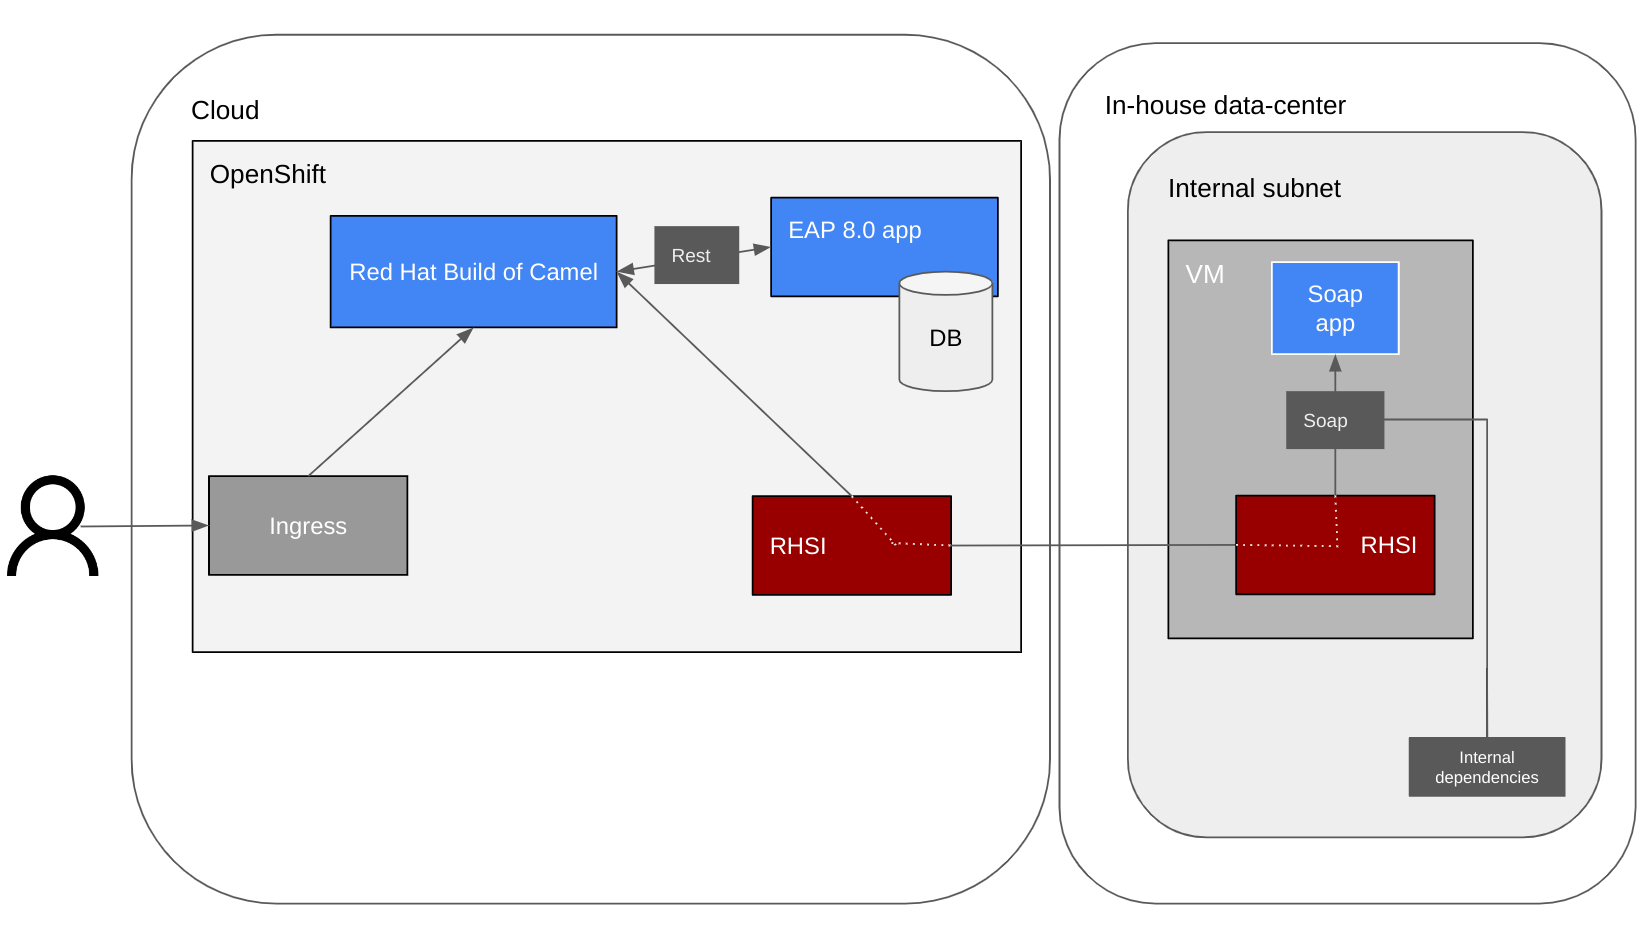 Cloud
OpenShift
Red Hat Build of Camel
Rest
EAP 8.0 app
DB
Ingress
RHSI
In-house data-center
Internal subnet
VM
Soap
app
Soap
RHSI
Internal
dependencies